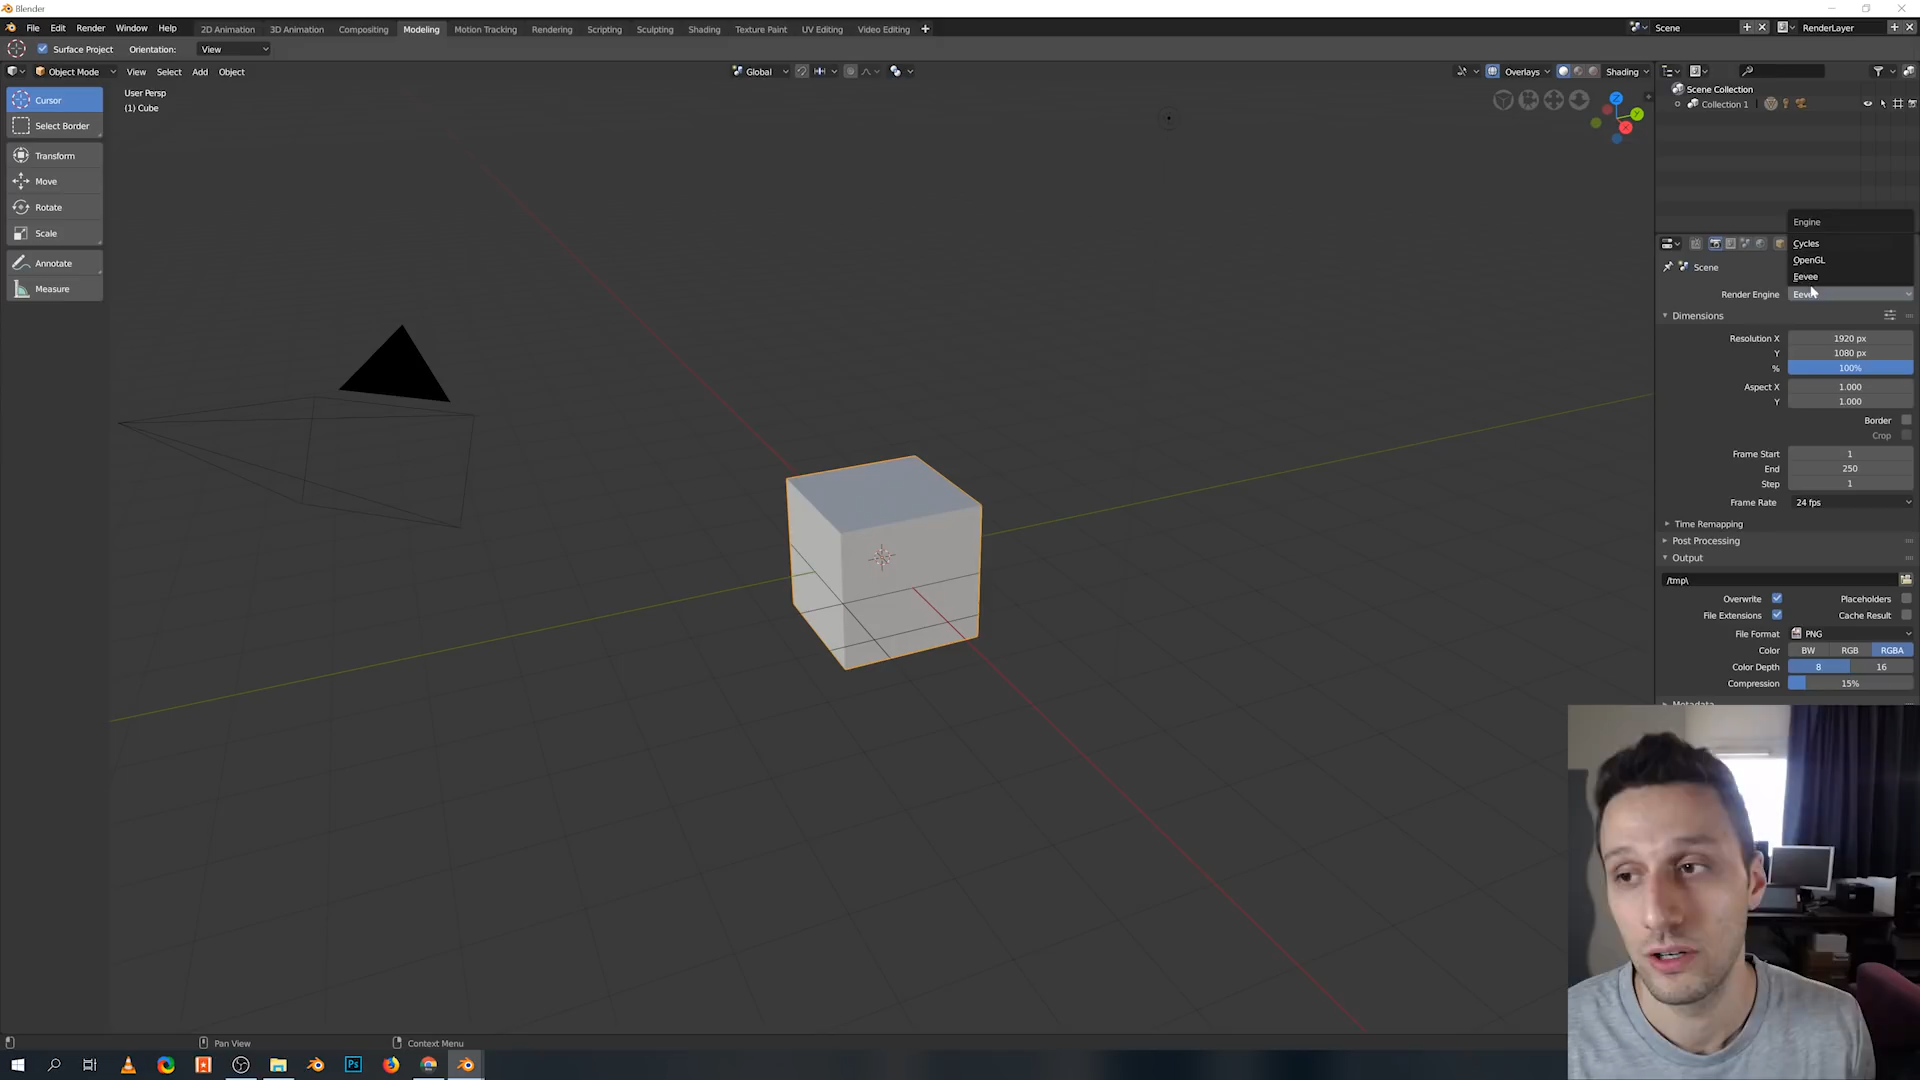 Blender
File Edit Render Window Help 2D Animation 3D Animation Compositing Modeling Motion Tracking Rendering Scripting Sculpting Shading Texture Paint UV Editing Video Editing Scene RenderLayer
Surface Project Orientation: View
Object Mode View Select Add Object Global Overlays Shading
User Persp
(1) Cube
Cursor
Select Border
Transform
Move
Rotate
Scale
Annotate
Measure
Z
Y
X
Scene Collection
Collection 1
Engine
Cycles
OpenGL
Eevee
Scene
Render Engine Eevee
Dimensions
Resolution X 1920 px
Y 1080 px
% 100%
Aspect X 1.000
Y 1.000
Border
Crop
Frame Start 1
End 250
Step 1
Frame Rate 24 fps
Time Remapping
Post Processing
Output
/tmp\
Overwrite Placeholders
File Extensions Cache Result
File Format PNG
Color BW RGB RGBA
Color Depth 8 16
Compression 15%
Metadata
Pan View Context Menu
Ps